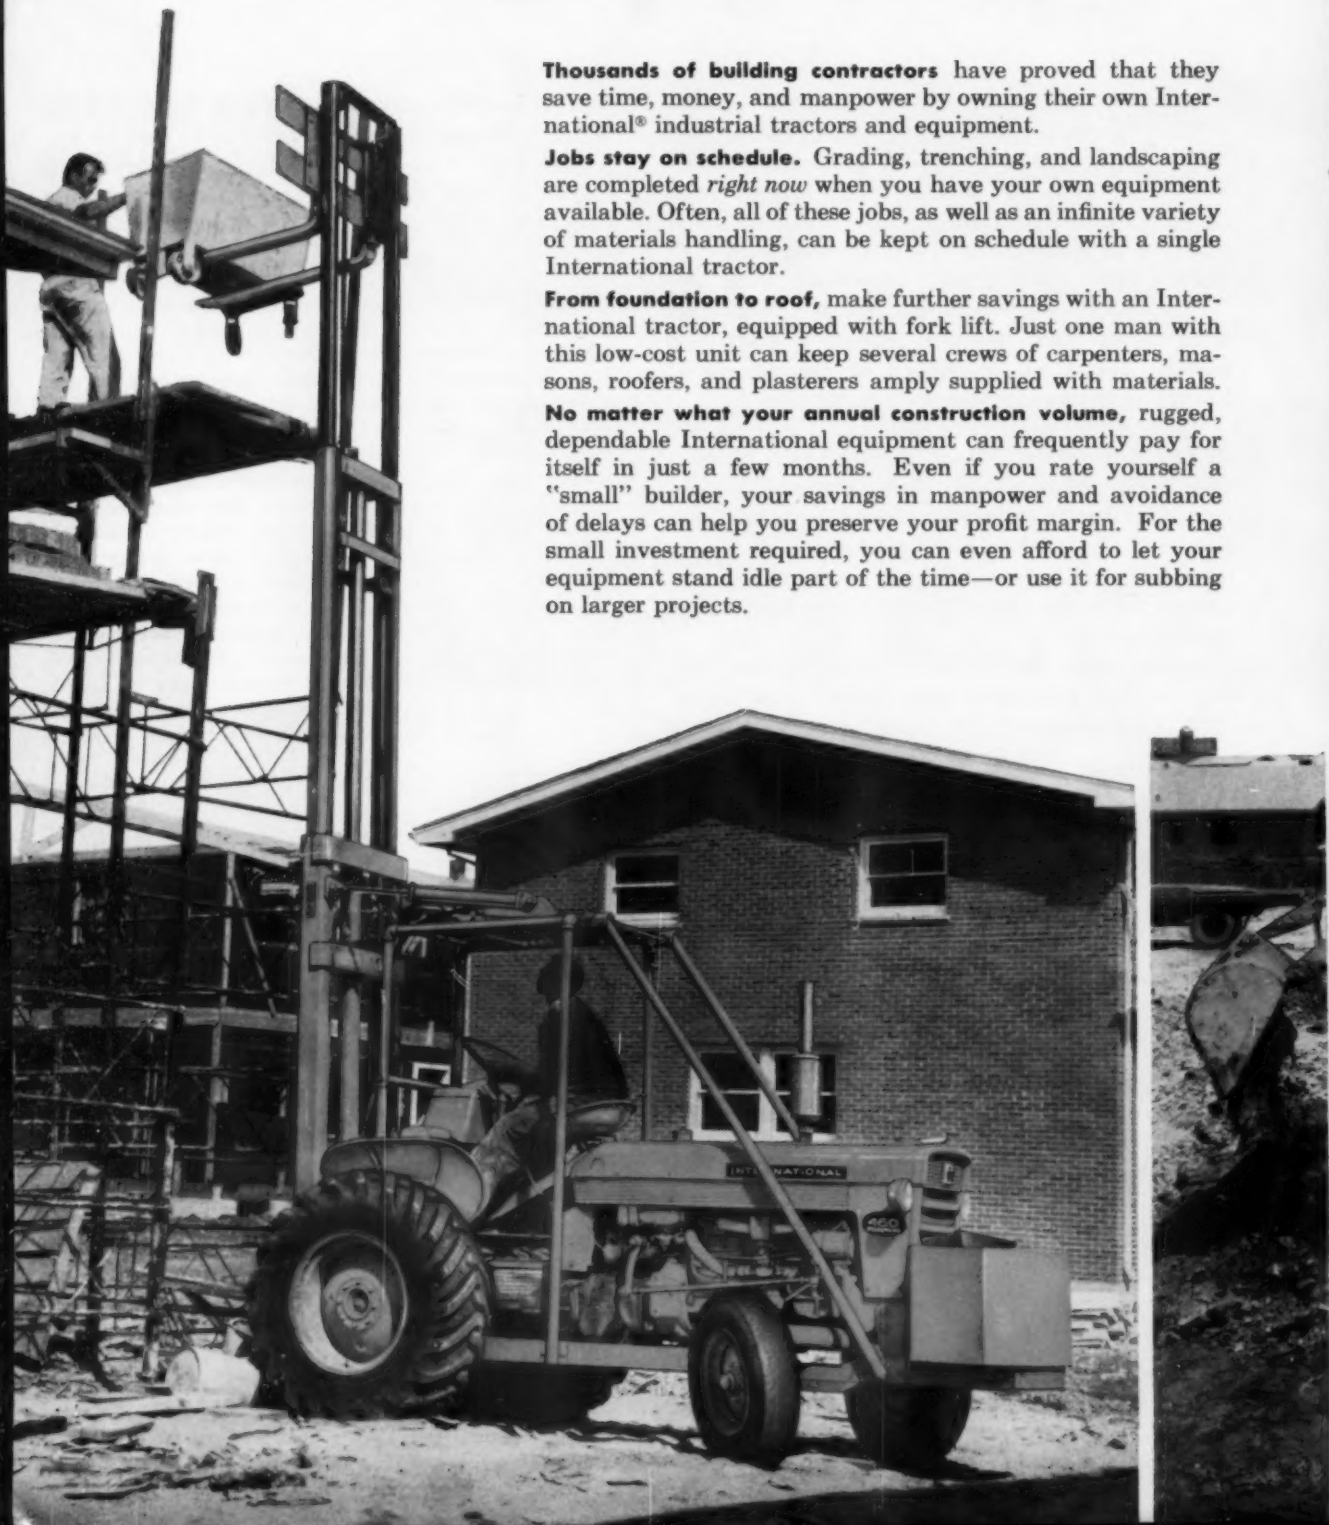 Thousands of building contractors have proved that they
save time, money, and manpower by owning their own Inter-
national® industrial tractors and equipment.
Jobs stay on schedule. Grading, trenching, and landscaping
are completed right now when you have your own equipment
available. Often, all of these jobs, as well as an infinite variety
of materials handling, can be kept on schedule with a single
International tractor.
From foundation to roof, make further savings with an Inter-
national tractor, equipped with fork lift. Just one man with
this low-cost unit can keep several crews of carpenters, ma-
sons, roofers, and plasterers amply supplied with materials.
No matter what your annual construction volume, rugged,
dependable International equipment can frequently pay for
itself in just a few months. Even if you rate yourself a
“small” builder, your savings in manpower and avoidance
of delays can help you preserve your profit margin. For the
small investment required, you can even afford to let your
equipment stand idle part of the time—or use it for subbing
on larger projects.
INTERNATIONAL
460